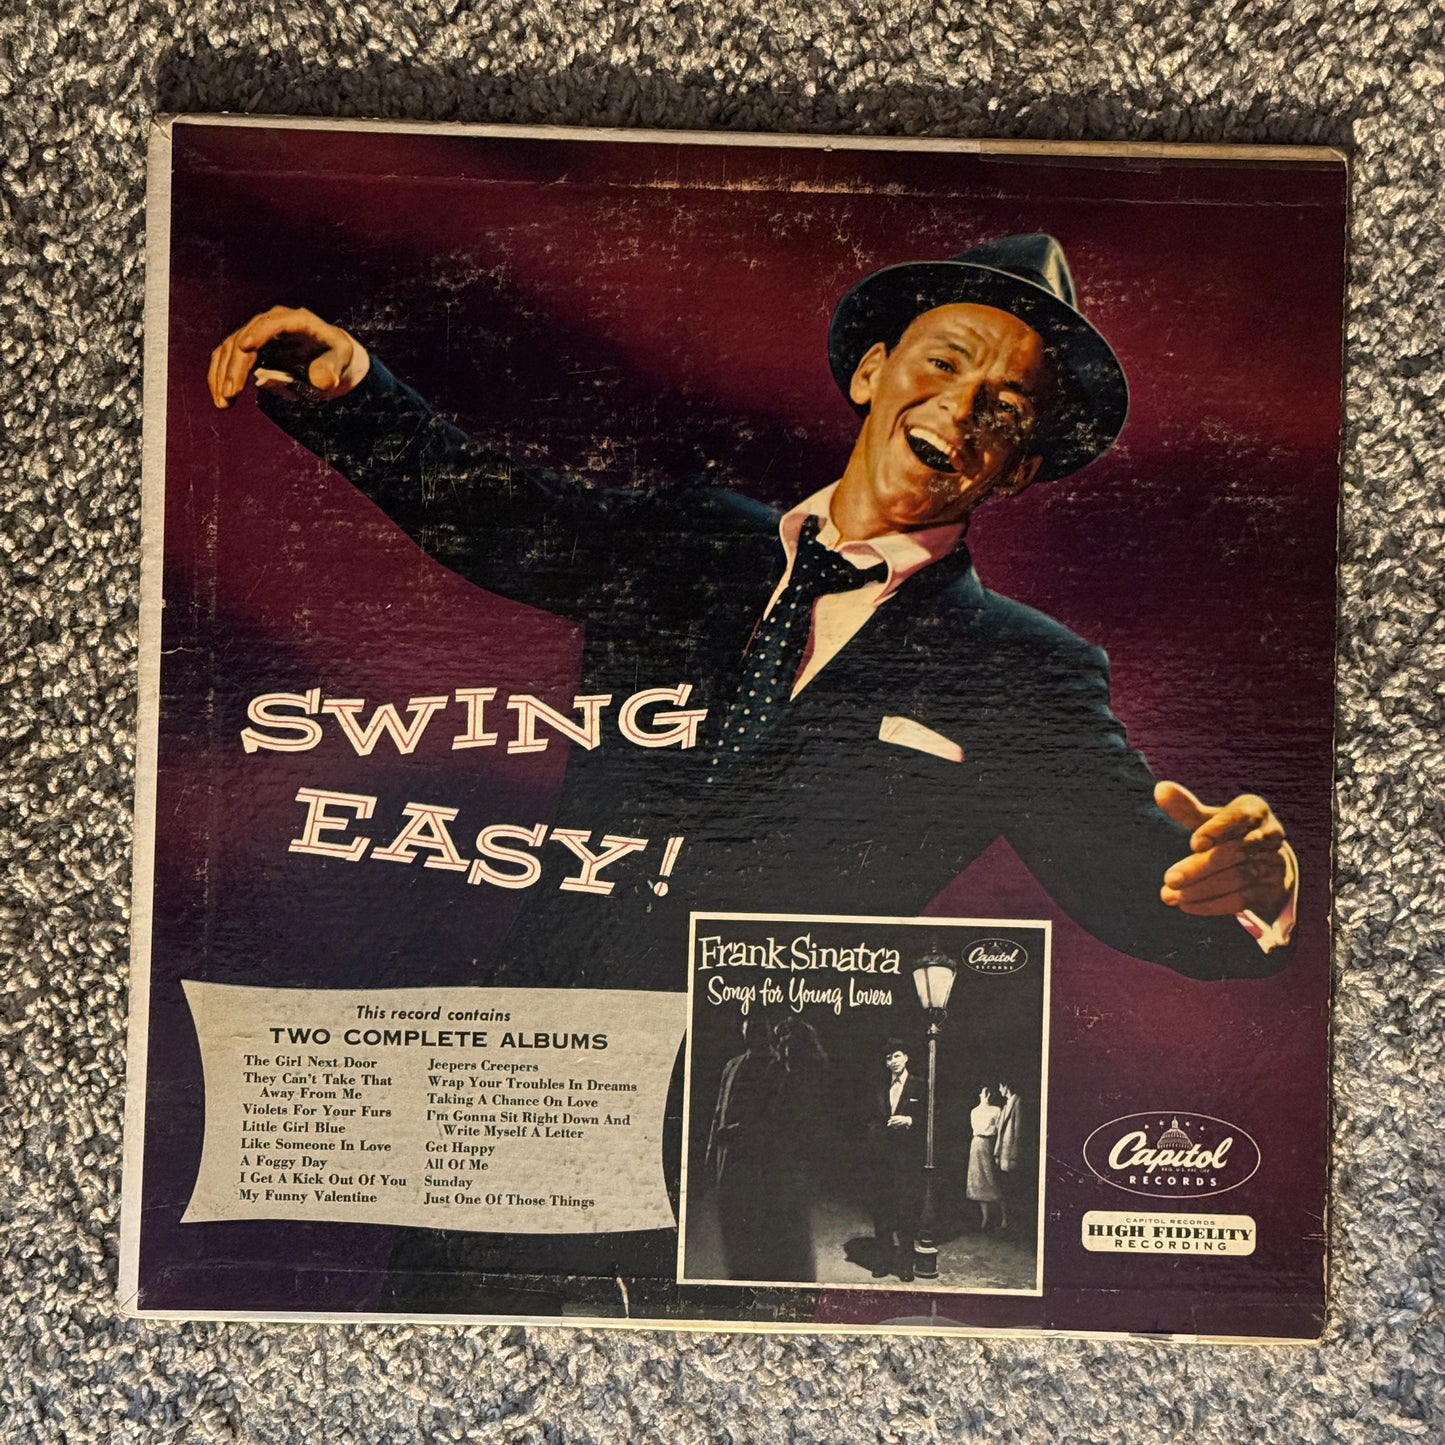 SWING
EASY!
This record contains
TWO COMPLETE ALBUMS
The Girl Next Door
They Can't Take That
Away From Me
Violets For Your Furs
Little Girl Blue
Like Someone In Love
A Foggy Day
I Get A Kick Out Of You
My Funny Valentine
Jeepers Creepers
Wrap Your Troubles In Dreams
Taking A Chance On Love
I'm Gonna Sit Right Down And
Write Myself A Letter
Get Happy
All Of Me
Sunday
Just One Of Those Things
Frank Sinatra
Songs for Young Lovers
Capitol
RECORDS
Capitol
REG. U.S. PAT. OFF.
RECORDS
CAPITOL RECORDS
HIGH FIDELITY
RECORDING